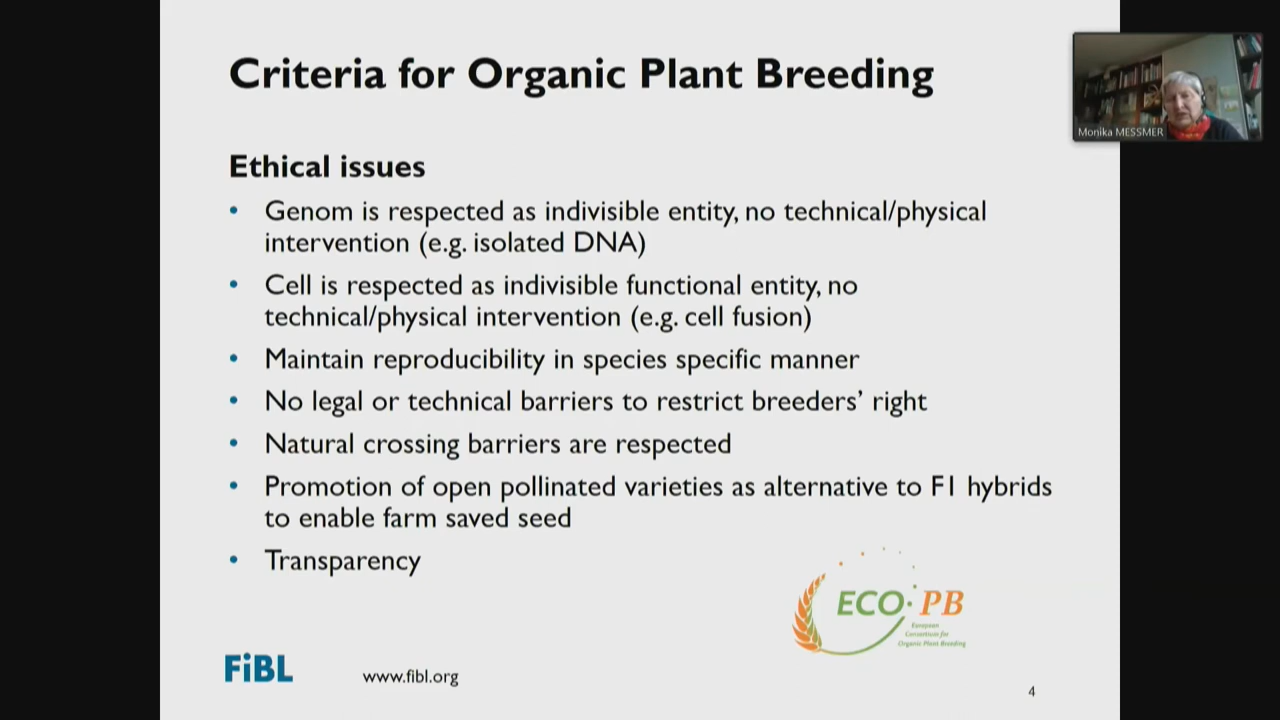 Criteria for Organic Plant Breeding
Monika MESSMER
Ethical issues
• Genom is respected as indivisible entity, no technical/physical
intervention (e.g. isolated DNA)
• Cell is respected as indivisible functional entity, no
technical/physical intervention (e.g. cell fusion)
• Maintain reproducibility in species specific manner
• No legal or technical barriers to restrict breeders' right
• Natural crossing barriers are respected
• Promotion of open pollinated varieties as alternative to F1 hybrids
to enable farm saved seed
• Transparency
ECO·PB
European
Consortium for
Organic Plant Breeding
FiBL
www.fibl.org
4